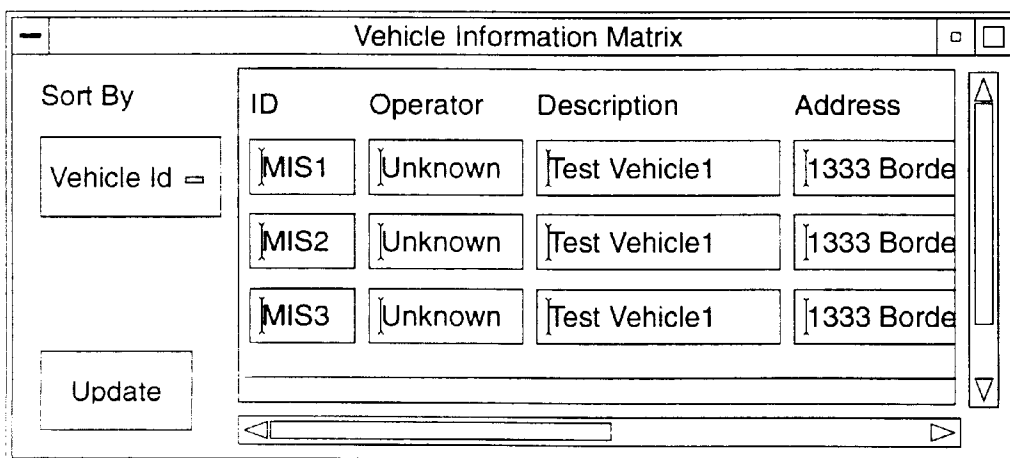 Vehicle Information Matrix
Sort By
Vehicle Id
Update
ID Operator Description Address
MIS1 Unknown Test Vehicle1 1333 Borde
MIS2 Unknown Test Vehicle1 1333 Borde
MIS3 Unknown Test Vehicle1 1333 Borde